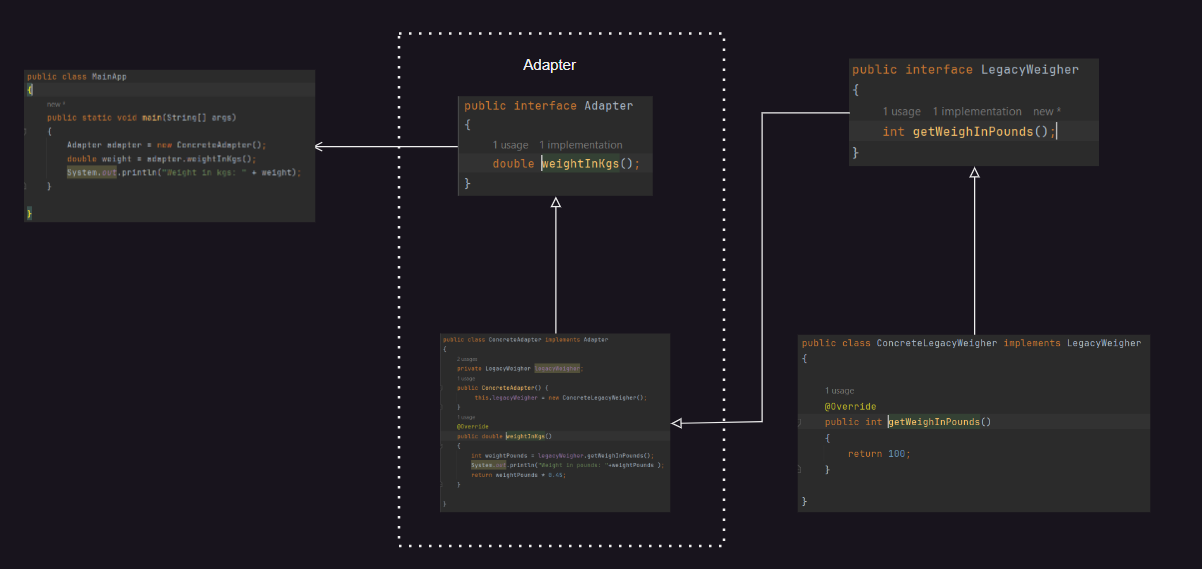 public class MainApp
{
new *
public static void main(String[] args)
{
Adapter adapter = new ConcreteAdapter();
double weight = adapter.weightInKgs();
System.out.println("Weight in kgs: " + weight);
}
}
Adapter
public interface Adapter
{
1 usage 1 implementation
double weightInKgs();
}
public class ConcreteAdapter implements Adapter
{
2 usages
private LegacyWeigher legacyWeigher;
1 usage
public ConcreteAdapter() {
this.legacyWeigher = new ConcreteLegacyWeigher();
}
1 usage
@Override
public double weightInKgs()
{
int weightPounds = legacyWeigher.getWeighInPounds();
System.out.println("Weight in pounds: "+weightPounds );
return weightPounds * 0.45;
}
}
public interface LegacyWeigher
{
1 usage 1 implementation new *
int getWeighInPounds();
}
public class ConcreteLegacyWeigher implements LegacyWeigher
{
1 usage
@Override
public int getWeighInPounds()
{
return 100;
}
}